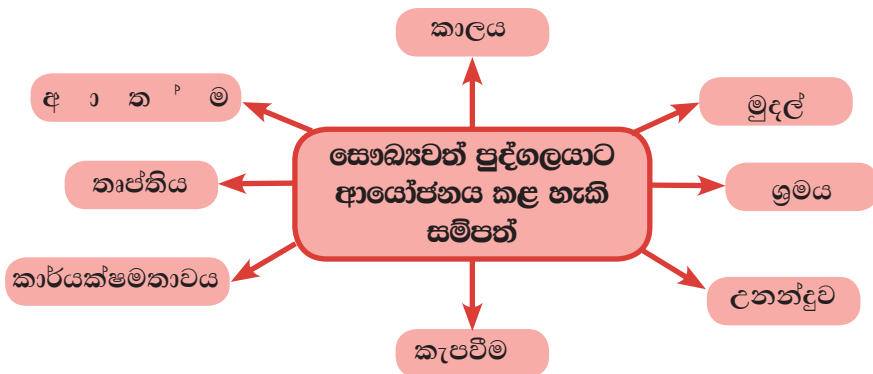 කාලය
අ ා ත ් ම
මුදල්
සෞඛ්‍යවත් පුද්ගලයාට
ආයෝජනය කළ හැකි
සම්පත්
තෘප්තිය
ශ්‍රමය
කාර්යක්ෂමතාවය
උනන්දුව
කැපවීම